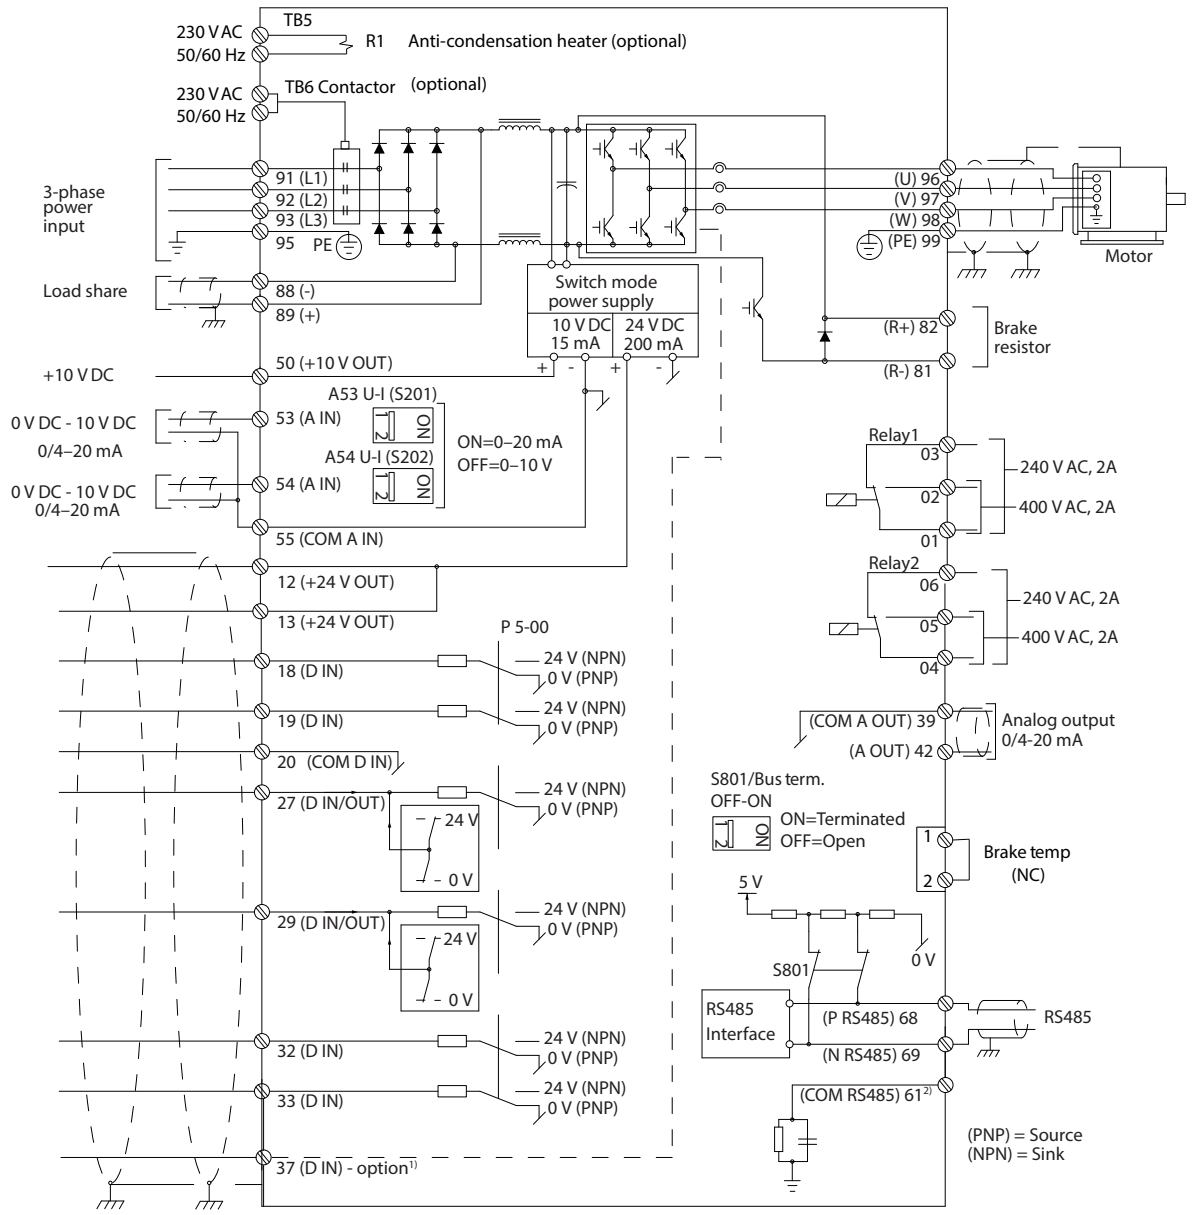 TB5
230 V AC
50/60 Hz
R1
Anti-condensation heater (optional)
TB6 Contactor
(optional)
230 V AC
50/60 Hz
3-phase
power
input
91 (L1)
92 (L2)
93 (L3)
95
PE
Load share
88 (-)
89 (+)
Switch mode
power supply
10 V DC
15 mA
24 V DC
200 mA
+
-
+
-
(U) 96
(V) 97
(W) 98
(PE) 99
Motor
(R+) 82
(R-) 81
Brake
resistor
+10 V DC
50 (+10 V OUT)
0 V DC - 10 V DC
0/4–20 mA
53 (A IN)
0 V DC - 10 V DC
0/4–20 mA
54 (A IN)
55 (COM A IN)
A53 U-I (S201)
1 2
ON
A54 U-I (S202)
1 2
ON
ON=0–20 mA
OFF=0–10 V
Relay1
03
02
01
240 V AC, 2A
400 V AC, 2A
Relay2
06
05
04
240 V AC, 2A
400 V AC, 2A
12 (+24 V OUT)
13 (+24 V OUT)
P 5-00
18 (D IN)
24 V (NPN)
0 V (PNP)
19 (D IN)
24 V (NPN)
0 V (PNP)
20 (COM D IN)
27 (D IN/OUT)
24 V (NPN)
0 V (PNP)
24 V
0 V
29 (D IN/OUT)
24 V (NPN)
0 V (PNP)
24 V
0 V
32 (D IN)
24 V (NPN)
0 V (PNP)
33 (D IN)
24 V (NPN)
0 V (PNP)
37 (D IN) - option1)
(COM A OUT) 39
(A OUT) 42
Analog output
0/4-20 mA
S801/Bus term.
OFF-ON
1 2
ON
ON=Terminated
OFF=Open
1
2
Brake temp
(NC)
5 V
0 V
S801
RS485
Interface
(P RS485) 68
(N RS485) 69
RS485
(COM RS485) 612)
(PNP) = Source
(NPN) = Sink